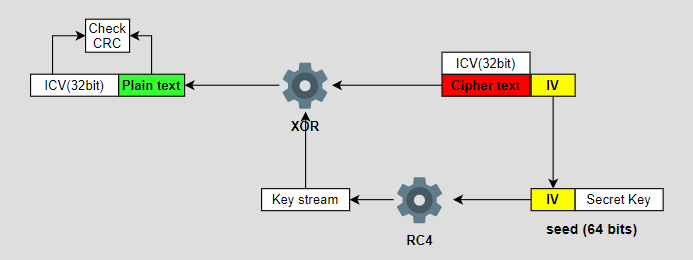 Check
CRC
ICV(32bit)
ICV(32bit) Plain text
Cipher text IV
XOR
Key stream
IV Secret Key
RC4
seed (64 bits)